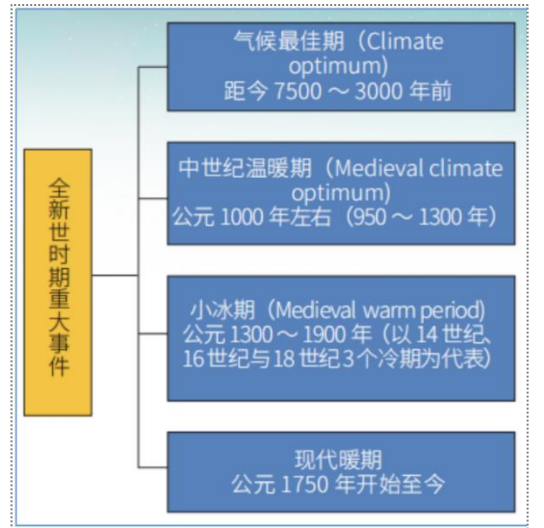 全新世时期重大事件
气候最佳期（Climate
optimum)
距今 7500 ～ 3000 年前
中世纪温暖期（Medieval climate
optimum)
公元 1000 年左右（950 ～ 1300 年）
小冰期（Medieval warm period)
公元 1300 ～ 1900 年（以 14 世纪、
16 世纪与 18 世纪 3 个冷期为代表）
现代暖期
公元 1750 年开始至今